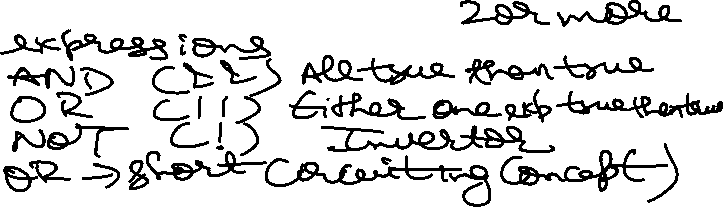 2 or more
expressions
AND (&&) All true then true
OR (||) Either one exp true then true
NOT (!) Invertor
OR → short Circuiting Concept)